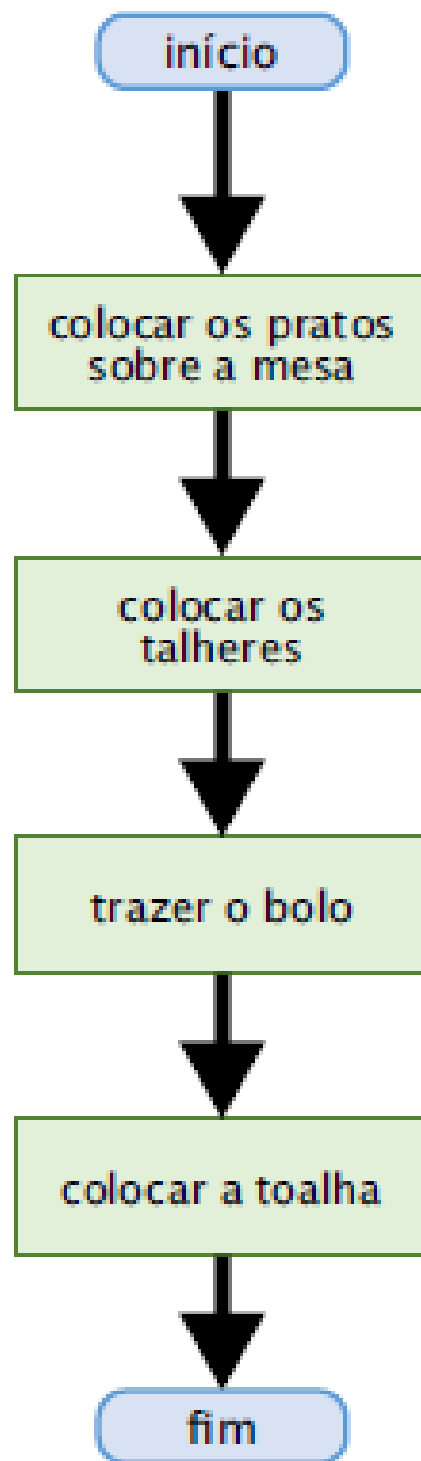 início
colocar os pratos
sobre a mesa
colocar os
talheres
trazer o bolo
colocar a toalha
fim